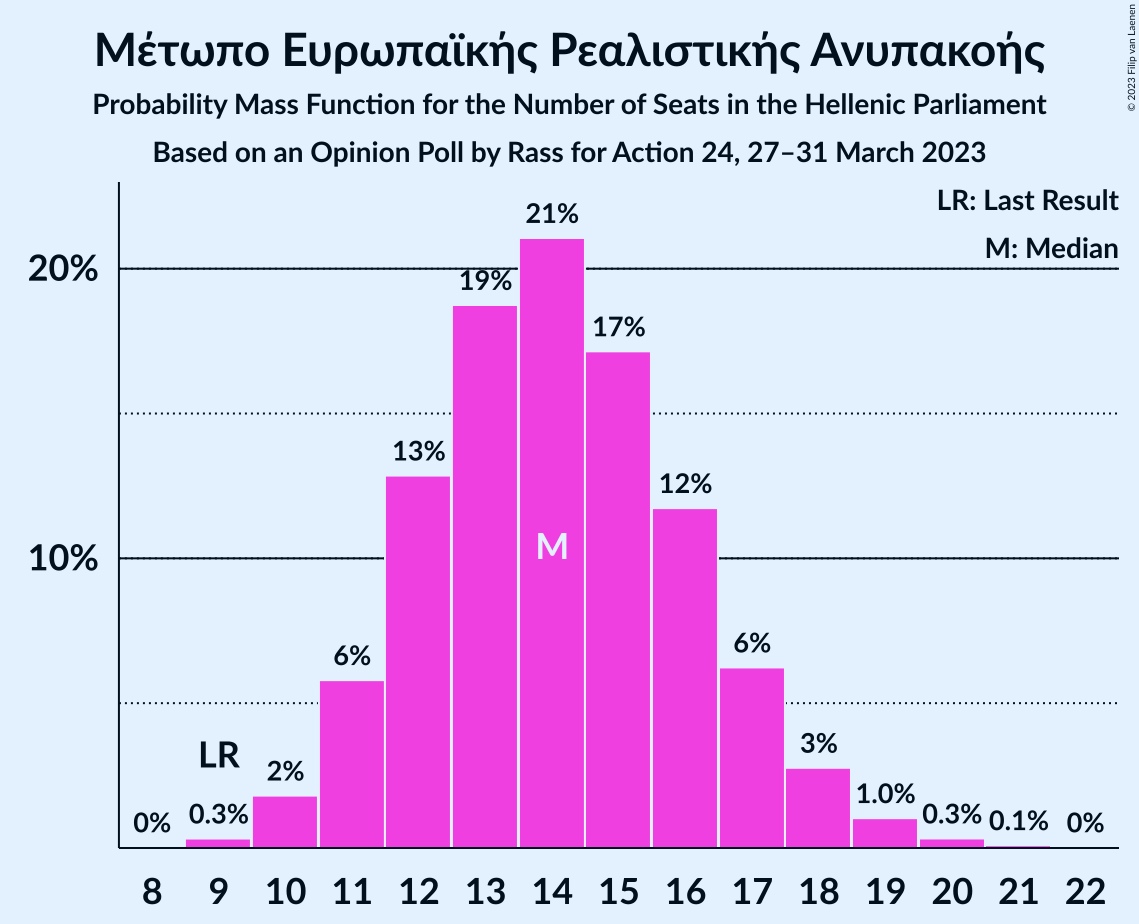 Μέτωπο Ευρωπαϊκής Ρεαλιστικής Ανυπακοής
Probability Mass Function for the Number of Seats in the Hellenic Parliament
Based on an Opinion Poll by Rass for Action 24, 27–31 March 2023
© 2023 Filip van Laenen
LR: Last Result
M: Median
20%
10%
0%
0.3%
LR
2%
6%
13%
19%
21%
M
17%
12%
6%
3%
1.0%
0.3%
0.1%
0%
8 9 10 11 12 13 14 15 16 17 18 19 20 21 22